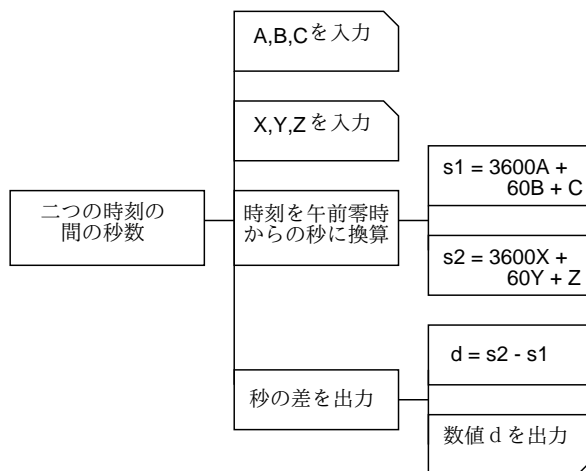 A,B,Cを入力
X,Y,Zを入力
二つの時刻の
間の秒数
時刻を午前零時
からの秒に換算
s1 = 3600A +
60B + C
s2 = 3600X +
60Y + Z
秒の差を出力
d = s2 - s1
数値dを出力